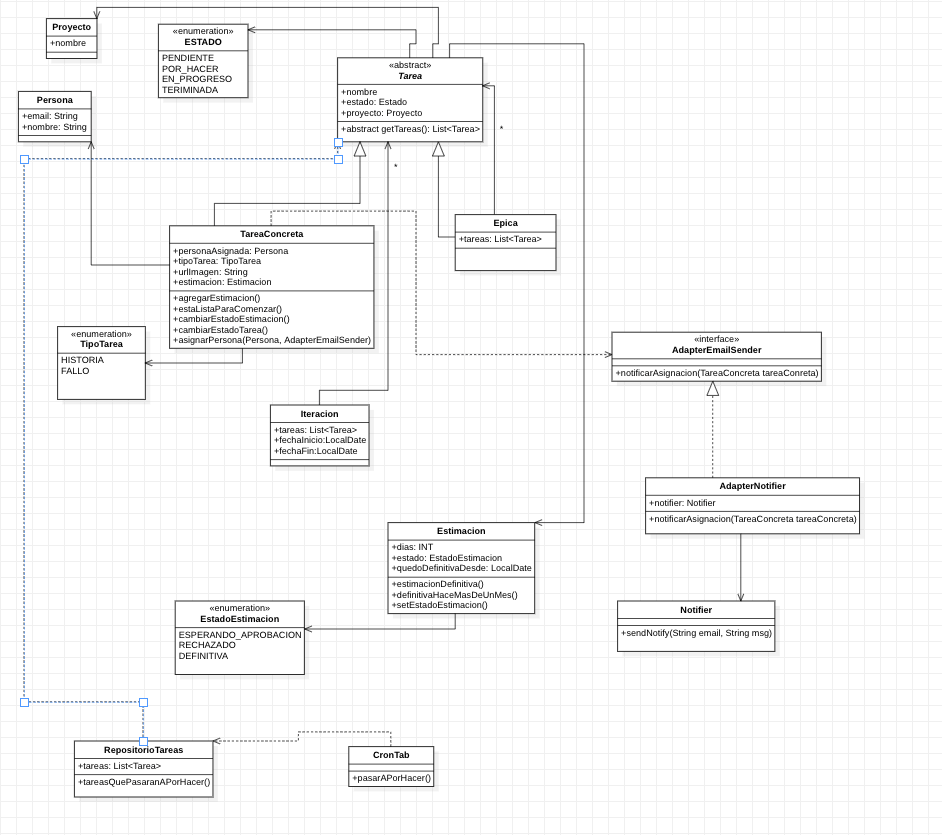 Proyecto
+nombre
«enumeration»
ESTADO
PENDIENTE
POR_HACER
EN_PROGRESO
TERIMINADA
«abstract»
Tarea
+nombre
+estado: Estado
+proyecto: Proyecto
+abstract getTareas(): List<Tarea>
Persona
+email: String
+nombre: String
*
*
Epica
+tareas: List<Tarea>
TareaConcreta
+personaAsignada: Persona
+tipoTarea: TipoTarea
+urlImagen: String
+estimacion: Estimacion
+agregarEstimacion()
+estaListaParaComenzar()
+cambiarEstadoEstimacion()
+cambiarEstadoTarea()
+asignarPersona(Persona, AdapterEmailSender)
«enumeration»
TipoTarea
HISTORIA
FALLO
«interface»
AdapterEmailSender
+notificarAsignacion(TareaConcreta tareaConreta)
Iteracion
+tareas: List<Tarea>
+fechaInicio:LocalDate
+fechaFin:LocalDate
AdapterNotifier
+notifier: Notifier
+notificarAsignacion(TareaConcreta tareaConcreta)
Estimacion
+dias: INT
+estado: EstadoEstimacion
+quedoDefinitivaDesde: LocalDate
+estimacionDefinitiva()
+definitivaHaceMasDeUnMes()
+setEstadoEstimacion()
«enumeration»
EstadoEstimacion
ESPERANDO_APROBACION
RECHAZADO
DEFINITIVA
Notifier
+sendNotify(String email, String msg)
RepositorioTareas
+tareas: List<Tarea>
+tareasQuePasaranAPorHacer()
CronTab
+pasarAPorHacer()